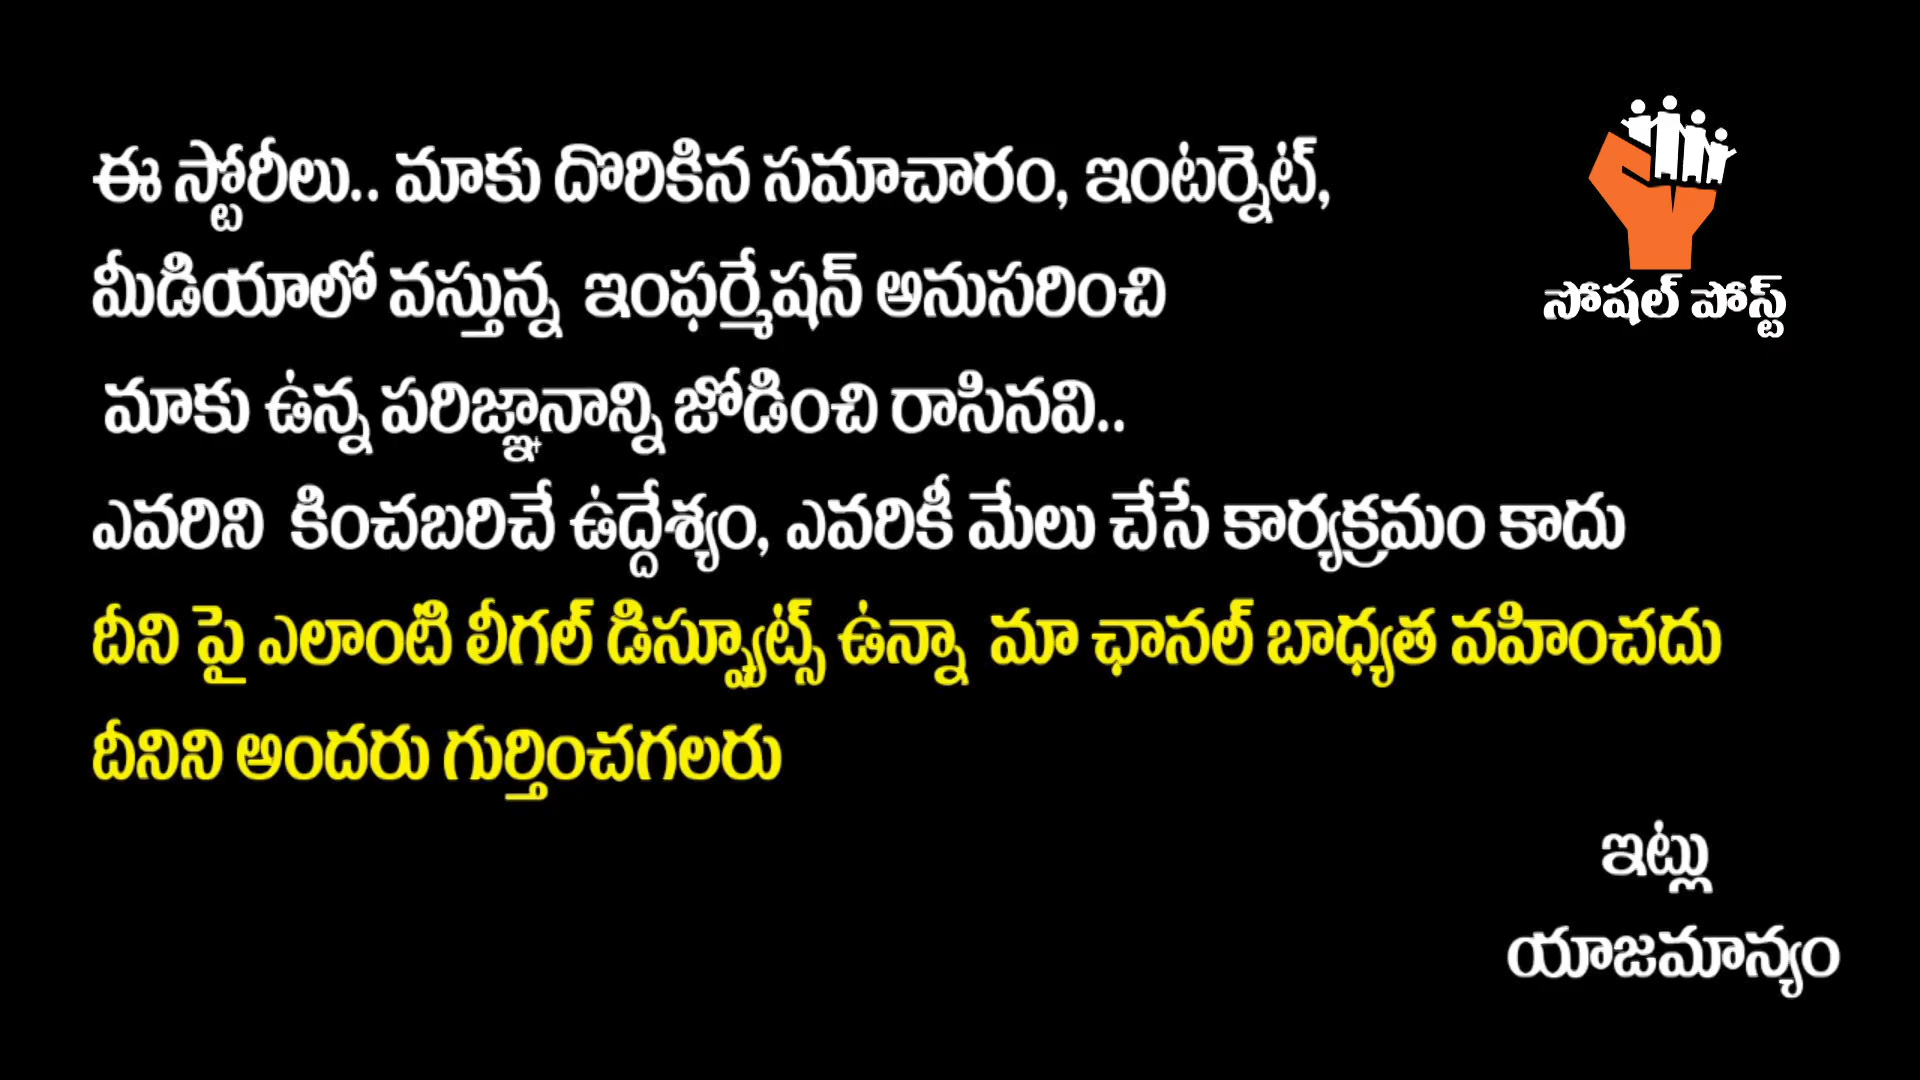 ఈ స్టోరీలు.. మాకు దొరికిన సమాచారం, ఇంటర్నెట్,
మీడియాలో వస్తున్న ఇంఫర్మేషన్ అనుసరించి
మాకు ఉన్న పరిజ్ఞానాన్ని జోడించి రాసినవి..
ఎవరిని కించబరిచే ఉద్దేశ్యం, ఎవరికీ మేలు చేసే కార్యక్రమం కాదు
దీని పై ఎలాంటి లీగల్ డిస్ప్యూట్స్ ఉన్నా మా ఛానల్ బాధ్యత వహించదు
దీనిని అందరు గుర్తించగలరు
ఇట్లు
యాజమాన్యం
సోషల్ పోస్ట్